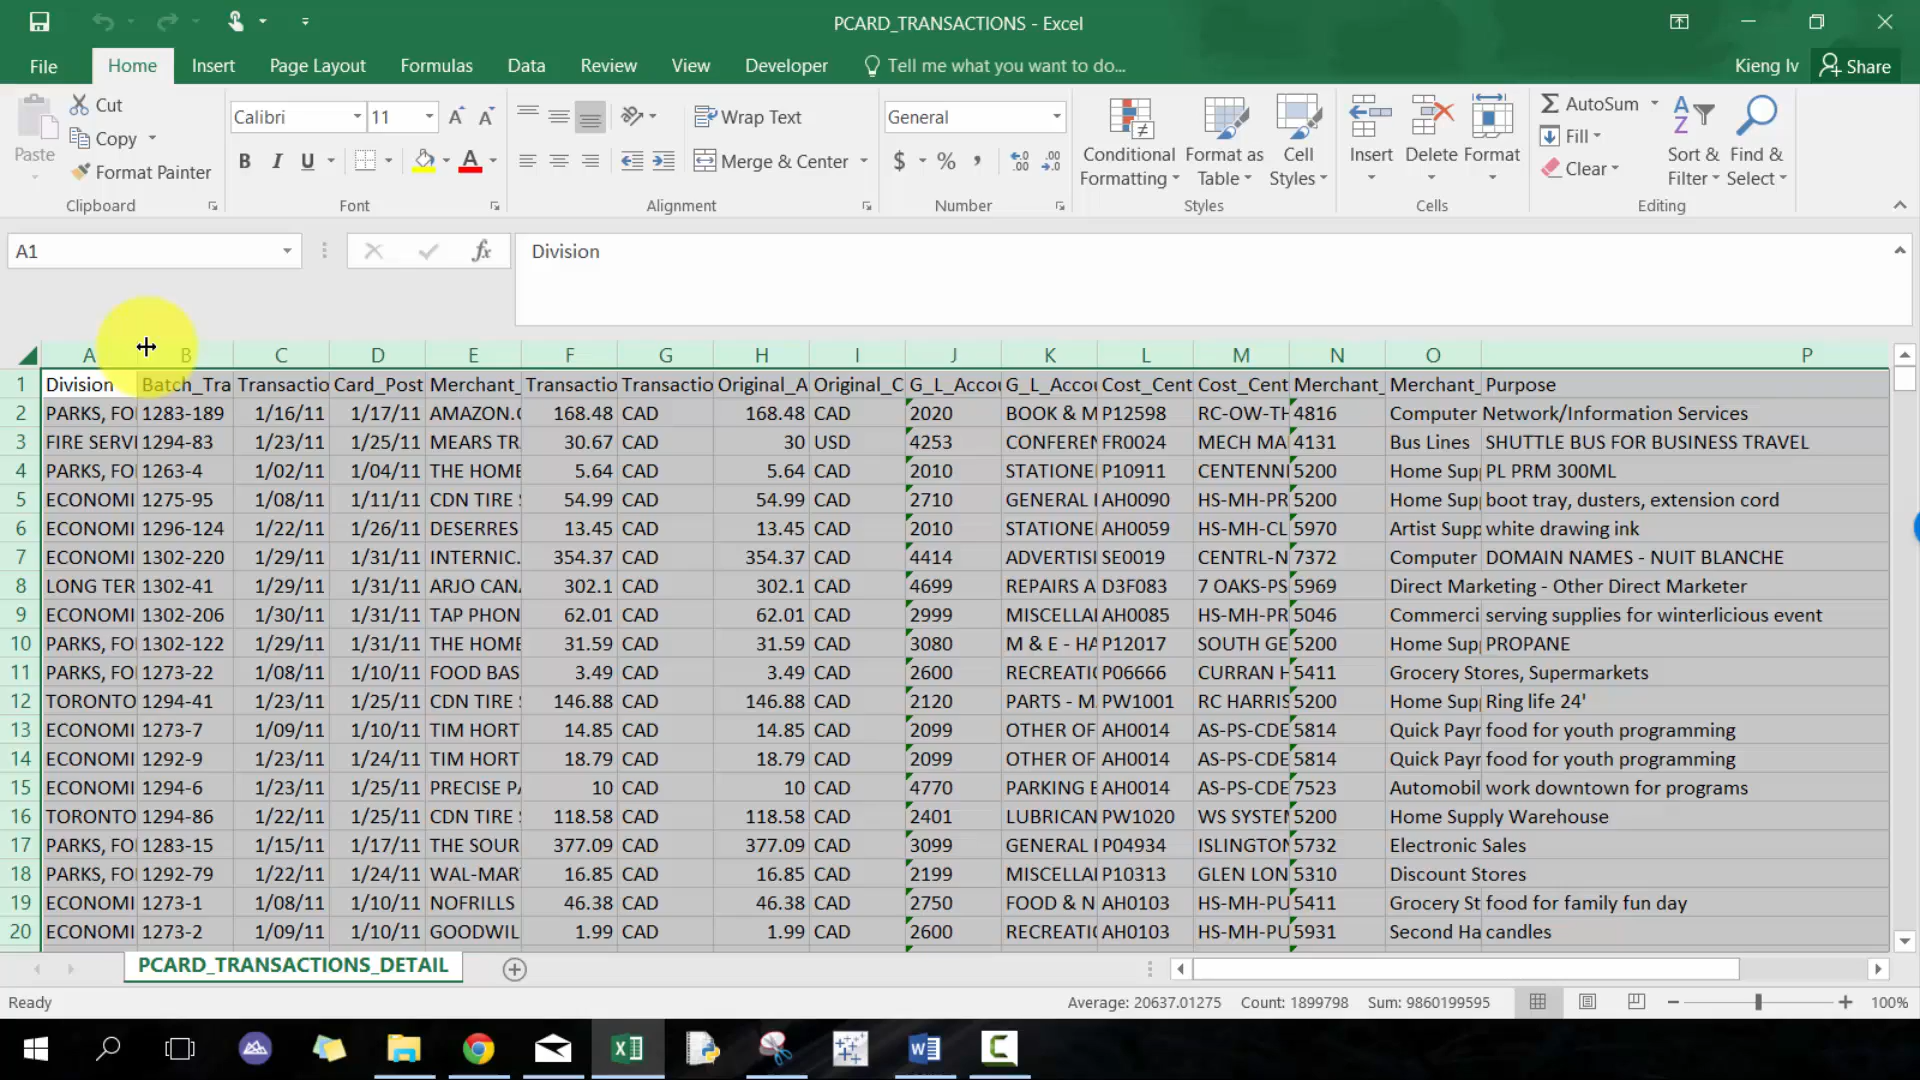 PCARD_TRANSACTIONS - Excel
File Home Insert Page Layout Formulas Data Review View Developer Tell me what you want to do... Kieng Iv Share
Cut
Copy
Format Painter
Paste
Clipboard
Calibri 11
B I U A
Font
Wrap Text
Merge & Center
Alignment
General
$ % ,
Number
Conditional Formatting
Format as Table
Cell Styles
Styles
Insert Delete Format
Cells
AutoSum
Fill
Clear
Sort & Filter
Find & Select
Editing
A1 fx Division
A B C D E F G H I J K L M N O P
1 Division Batch_Tra Transactio Card_Post Merchant_ Transactio Transactio Original_A Original_C G_L_Accou G_L_Accou Cost_Cent Cost_Cent Merchant_ Merchant_ Purpose
2 PARKS, FO 1283-189 1/16/11 1/17/11 AMAZON.C 168.48 CAD 168.48 CAD 2020 BOOK & M P12598 RC-OW-TH 4816 Computer Network/Information Services
3 FIRE SERVI 1294-83 1/23/11 1/25/11 MEARS TR 30.67 CAD 30 USD 4253 CONFEREN FR0024 MECH MA 4131 Bus Lines SHUTTLE BUS FOR BUSINESS TRAVEL
4 PARKS, FO 1263-4 1/02/11 1/04/11 THE HOME 5.64 CAD 5.64 CAD 2010 STATIONE P10911 CENTENNI 5200 Home Sup PL PRM 300ML
5 ECONOMI 1275-95 1/08/11 1/11/11 CDN TIRE S 54.99 CAD 54.99 CAD 2710 GENERAL AH0090 HS-MH-PR 5200 Home Sup boot tray, dusters, extension cord
6 ECONOMI 1296-124 1/22/11 1/26/11 DESERRES 13.45 CAD 13.45 CAD 2010 STATIONE AH0059 HS-MH-CL 5970 Artist Supp white drawing ink
7 ECONOMI 1302-220 1/29/11 1/31/11 INTERNIC. 354.37 CAD 354.37 CAD 4414 ADVERTISI SE0019 CENTRL-N 7372 Computer DOMAIN NAMES - NUIT BLANCHE
8 LONG TER 1302-41 1/29/11 1/31/11 ARJO CAN 302.1 CAD 302.1 CAD 4699 REPAIRS A D3F083 7 OAKS-PS 5969 Direct Marketing - Other Direct Marketer
9 ECONOMI 1302-206 1/30/11 1/31/11 TAP PHON 62.01 CAD 62.01 CAD 2999 MISCELLA AH0085 HS-MH-PR 5046 Commerci serving supplies for winterlicious event
10 PARKS, FO 1302-122 1/29/11 1/31/11 THE HOME 31.59 CAD 31.59 CAD 3080 M & E - HA P12017 SOUTH GE 5200 Home Sup PROPANE
11 PARKS, FO 1273-22 1/08/11 1/10/11 FOOD BAS 3.49 CAD 3.49 CAD 2600 RECREATI P06666 CURRAN H 5411 Grocery Stores, Supermarkets
12 TORONTO 1294-41 1/23/11 1/25/11 CDN TIRE S 146.88 CAD 146.88 CAD 2120 PARTS - M PW1001 RC HARRIS 5200 Home Sup Ring life 24'
13 ECONOMI 1273-7 1/09/11 1/10/11 TIM HORT 14.85 CAD 14.85 CAD 2099 OTHER OF AH0014 AS-PS-CDE 5814 Quick Payr food for youth programming
14 ECONOMI 1292-9 1/23/11 1/24/11 TIM HORT 18.79 CAD 18.79 CAD 2099 OTHER OF AH0014 AS-PS-CDE 5814 Quick Payr food for youth programming
15 ECONOMI 1294-6 1/23/11 1/25/11 PRECISE P 10 CAD 10 CAD 4770 PARKING E AH0014 AS-PS-CDE 7523 Automobil work downtown for programs
16 TORONTO 1294-86 1/22/11 1/25/11 CDN TIRE S 118.58 CAD 118.58 CAD 2401 LUBRICAN PW1020 WS SYSTEM 5200 Home Supply Warehouse
17 PARKS, FO 1283-15 1/15/11 1/17/11 THE SOUR 377.09 CAD 377.09 CAD 3099 GENERAL P04934 ISLINGTON 5732 Electronic Sales
18 PARKS, FO 1292-79 1/22/11 1/24/11 WAL-MAR 16.85 CAD 16.85 CAD 2199 MISCELLA P10313 GLEN LON 5310 Discount Stores
19 ECONOMI 1273-1 1/08/11 1/10/11 NOFRILLS 46.38 CAD 46.38 CAD 2750 FOOD & N AH0103 HS-MH-PU 5411 Grocery St food for family fun day
20 ECONOMI 1273-2 1/09/11 1/10/11 GOODWIL 1.99 CAD 1.99 CAD 2600 RECREATI AH0103 HS-MH-PU 5931 Second Ha candles
PCARD_TRANSACTIONS_DETAIL
Ready Average: 20637.01275 Count: 1899798 Sum: 9860199595 100%